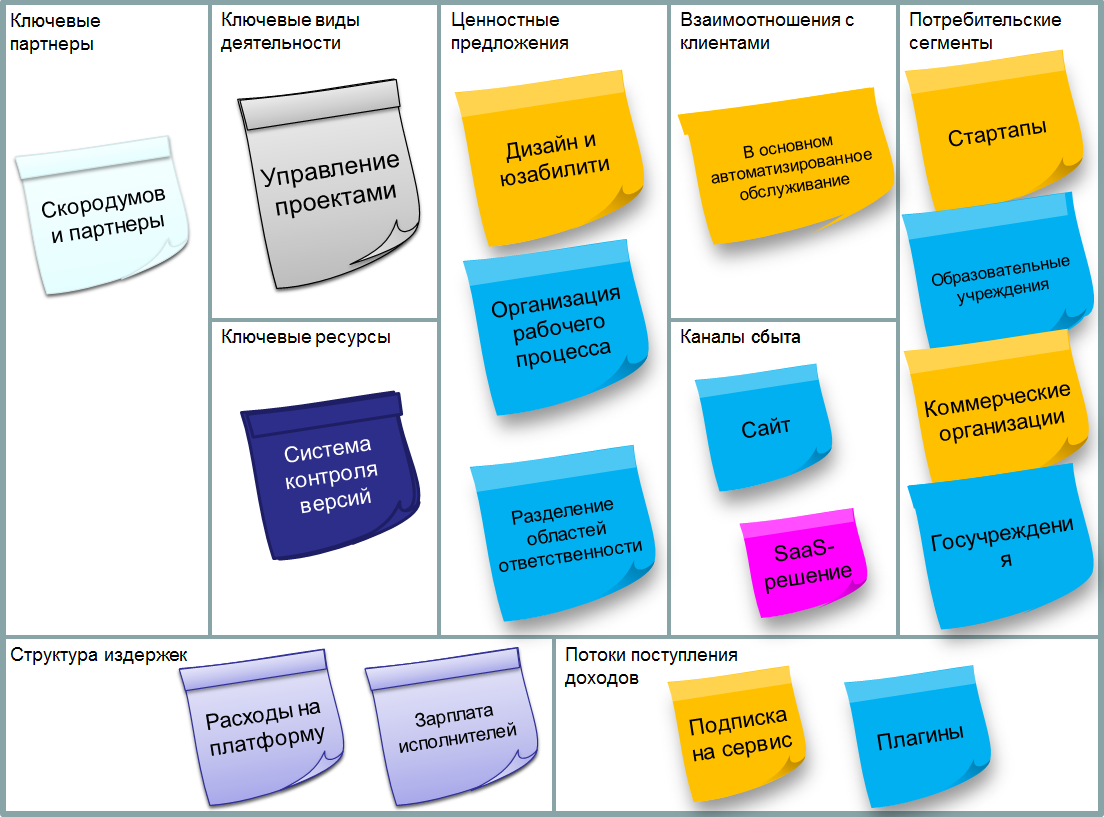 Ключевые
партнеры
Скородумов
и партнеры
Ключевые виды
деятельности
Управление
проектами
Ключевые ресурсы
Система
контроля
версий
Ценностные
предложения
Дизайн и
юзабилити
Организация
рабочего
процесса
Разделение
областей
ответственности
Взаимоотношения с
клиентами
В основном
автоматизированное
обслуживание
Каналы сбыта
Сайт
SaaS-
решение
Потребительские
сегменты
Стартапы
Образовательные
учреждения
Коммерческие
организации
Госучреждени
я
Структура издержек
Расходы на
платформу
Зарплата
исполнителей
Потоки поступления
доходов
Подписка
на сервис
Плагины